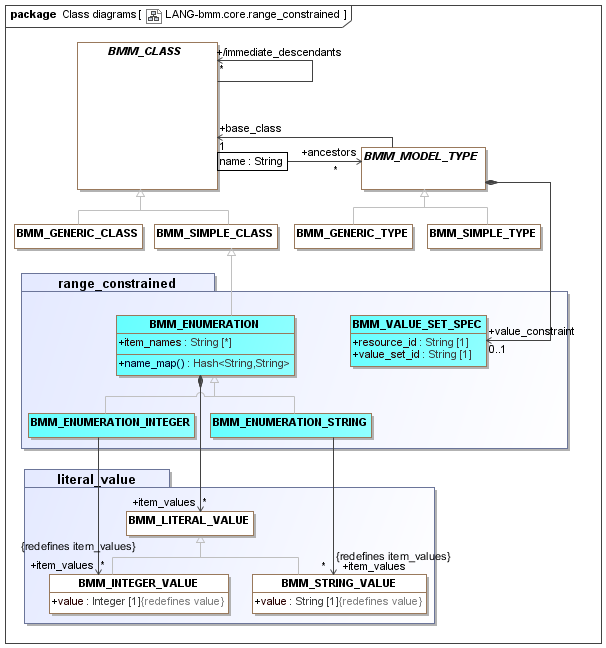 package Class diagrams [ LANG-bmm.core.range_constrained ]
BMM_CLASS
+/immediate_descendants
*
+base_class
1
name : String
+ancestors
*
BMM_MODEL_TYPE
BMM_GENERIC_CLASS
BMM_SIMPLE_CLASS
BMM_GENERIC_TYPE
BMM_SIMPLE_TYPE
range_constrained
BMM_ENUMERATION
+item_names : String [*]
+name_map() : Hash<String,String>
BMM_VALUE_SET_SPEC
+resource_id : String [1]
+value_set_id : String [1]
+value_constraint
0..1
BMM_ENUMERATION_INTEGER
BMM_ENUMERATION_STRING
literal_value
+item_values *
BMM_LITERAL_VALUE
{redefines item_values}
+item_values *
{redefines item_values}
* +item_values
BMM_INTEGER_VALUE
+value : Integer [1]{redefines value}
BMM_STRING_VALUE
+value : String [1]{redefines value}